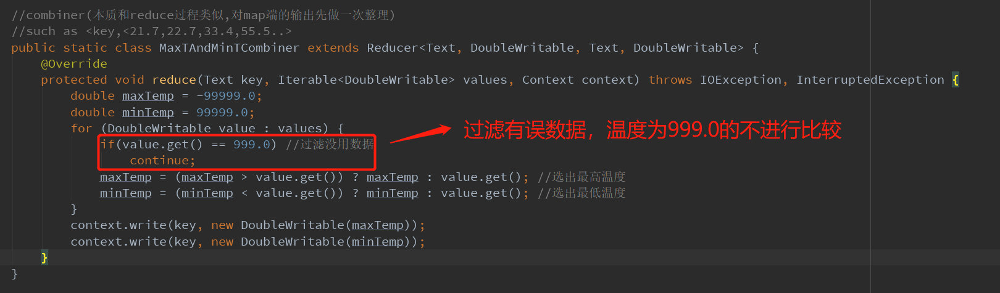 //combiner(本质和reduce过程类似,对map端的输出先做一次整理)
//such as <key,<21.7,22.7,33.4,55.5..>
public static class MaxTAndMinTCombiner extends Reducer<Text, DoubleWritable, Text, DoubleWritable> {
@Override
protected void reduce(Text key, Iterable<DoubleWritable> values, Context context) throws IOException, InterruptedException {
double maxTemp = -99999.0;
double minTemp = 99999.0;
for (DoubleWritable value : values) {
过滤有误数据，温度为999.0的不进行比较
if(value.get() == 999.0) //过滤没用数据
continue;
maxTemp = (maxTemp > value.get()) ? maxTemp : value.get(); //选出最高温度
minTemp = (minTemp < value.get()) ? minTemp : value.get(); //选出最低温度
}
context.write(key, new DoubleWritable(maxTemp));
context.write(key, new DoubleWritable(minTemp));
}
}